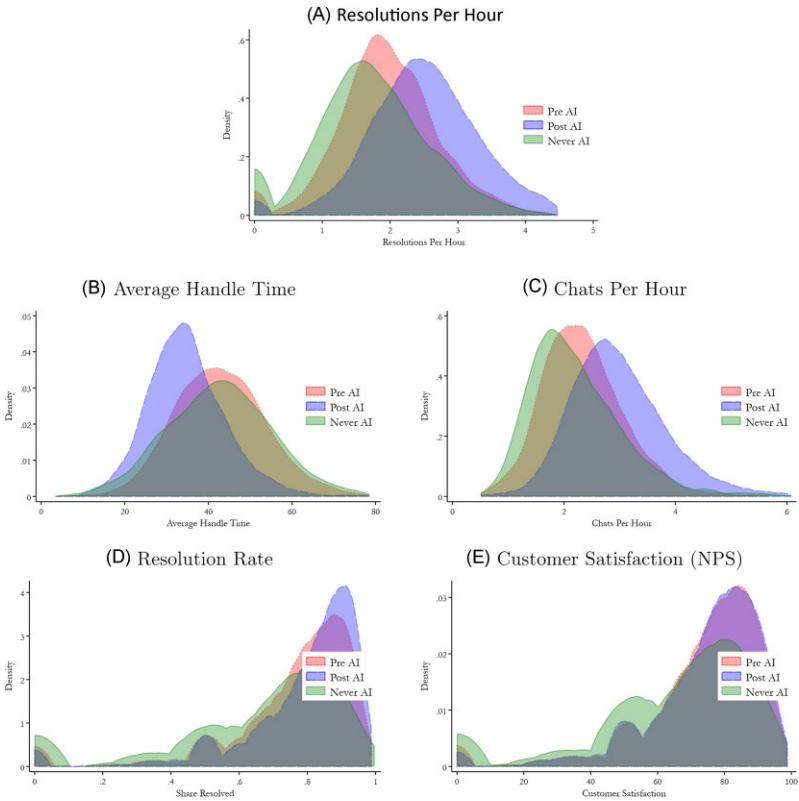 (A) Resolutions Per Hour
.6
.4
.2
0
Density
Pre AI
Post AI
Never AI
0 1 2 3 4 5
Resolutions Per Hour
(B) Average Handle Time
.05
.04
.03
.02
.01
0
Density
Pre AI
Post AI
Never AI
0 20 40 60 80
Average Handle Time
(C) Chats Per Hour
.6
.4
.2
0
Density
Pre AI
Post AI
Never AI
0 2 4 6
Chats Per Hour
(D) Resolution Rate
4
3
2
1
0
Density
Pre AI
Post AI
Never AI
0 .2 .4 .6 .8 1
Share Resolved
(E) Customer Satisfaction (NPS)
.03
.02
.01
0
Density
Pre AI
Post AI
Never AI
0 20 40 60 80 100
Customer Satisfaction